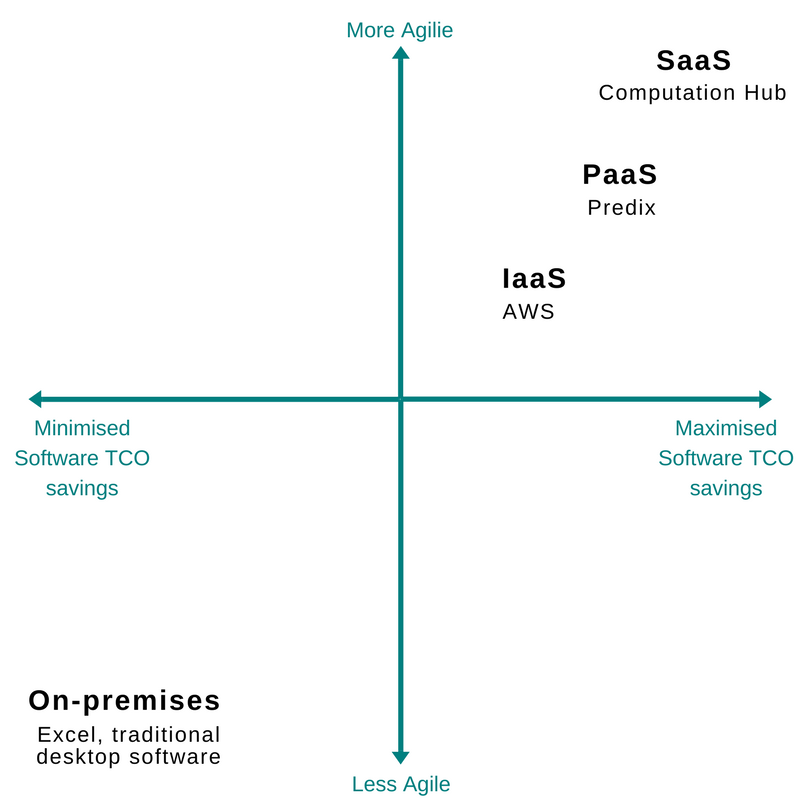 More Agilie
SaaS
Computation Hub
PaaS
Predix
IaaS
AWS
Minimised
Software TCO
savings
Maximised
Software TCO
savings
On-premises
Excel, traditional
desktop software
Less Agile